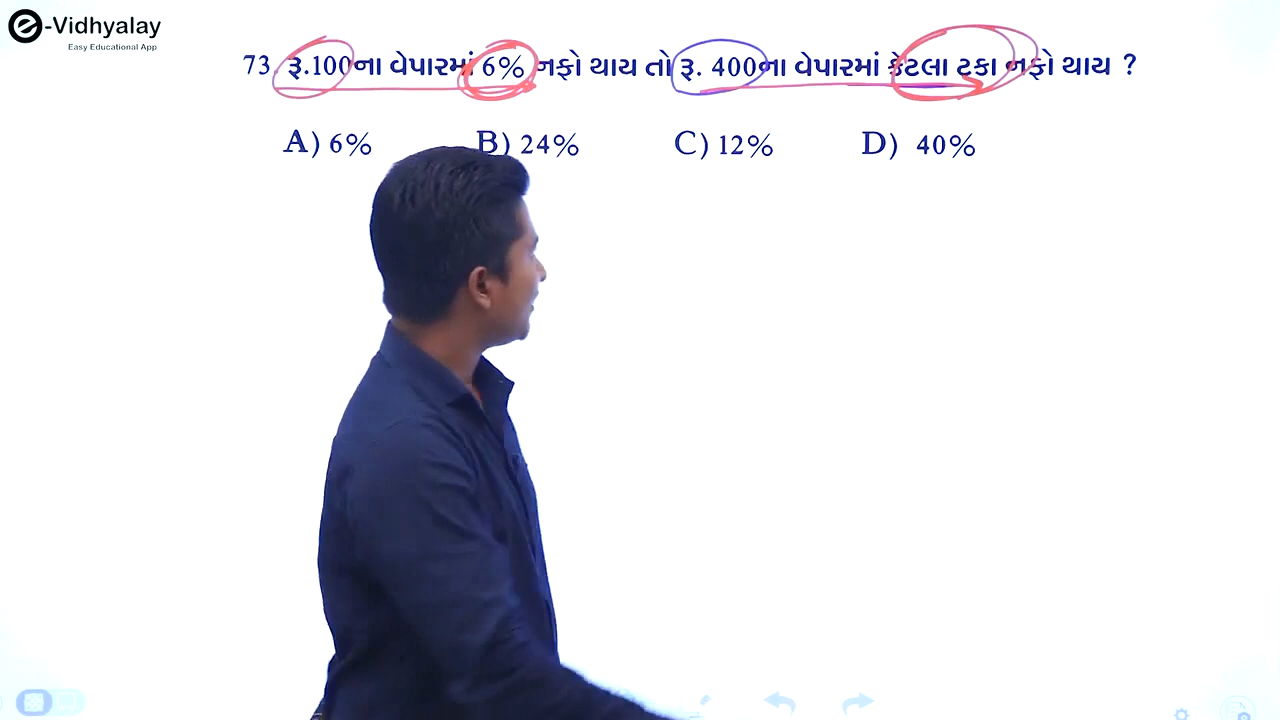 e-Vidhyalay
Easy Educational App
73 રૂ.100ના વેપારમાં 6% નફો થાય તો રૂ. 400ના વેપારમાં કેટલા ટકા નફો થાય ?
A) 6% B) 24% C) 12% D) 40%